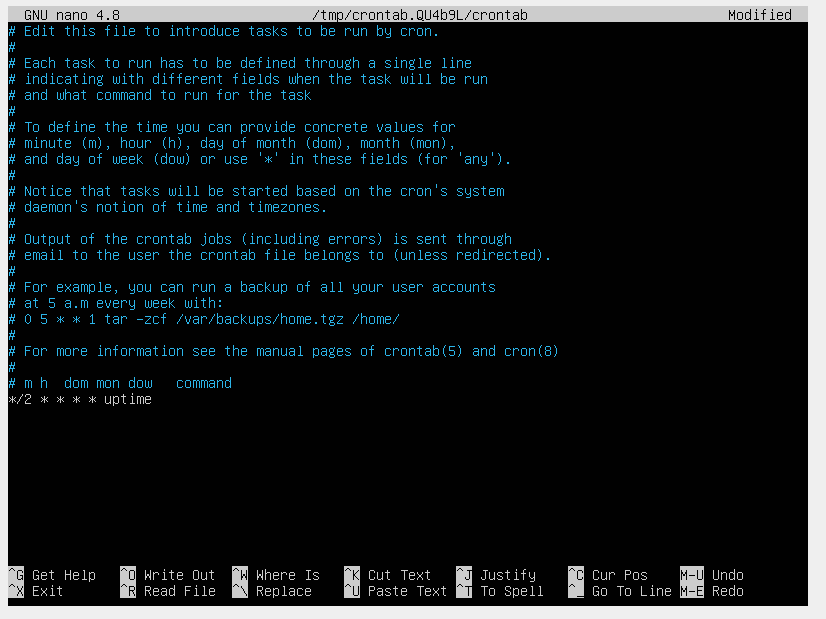 GNU nano 4.8 /tmp/crontab.QU4b9L/crontab Modified
# Edit this file to introduce tasks to be run by cron.
#
# Each task to run has to be defined through a single line
# indicating with different fields when the task will be run
# and what command to run for the task
#
# To define the time you can provide concrete values for
# minute (m), hour (h), day of month (dom), month (mon),
# and day of week (dow) or use '*' in these fields (for 'any').
#
# Notice that tasks will be started based on the cron's system
# daemon's notion of time and timezones.
#
# Output of the crontab jobs (including errors) is sent through
# email to the user the crontab file belongs to (unless redirected).
#
# For example, you can run a backup of all your user accounts
# at 5 a.m every week with:
# 0 5 * * 1 tar -zcf /var/backups/home.tgz /home/
#
# For more information see the manual pages of crontab(5) and cron(8)
#
# m h  dom mon dow   command
*/2 * * * * uptime
^G Get Help ^O Write Out ^W Where Is ^K Cut Text ^J Justify ^C Cur Pos M-U Undo
^X Exit ^R Read File ^\ Replace ^U Paste Text ^T To Spell ^_ Go To Line M-E Redo